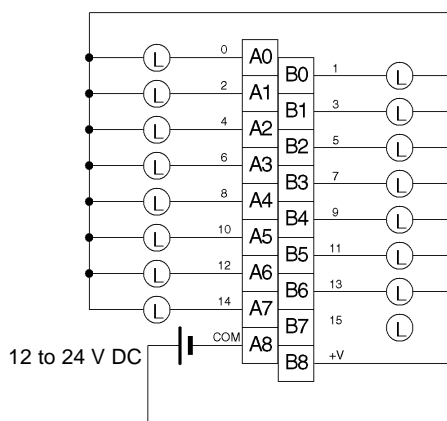 0 A0
L
B0 1 L
L 2 A1
B1 3 L
L 4 A2
B2 5 L
L 6 A3
B3 7 L
L 8 A4
B4 9 L
L 10 A5
B5 11 L
L 12 A6
B6 13 L
L 14 A7
B7 15 L
COM A8
12 to 24 V DC
B8 +V